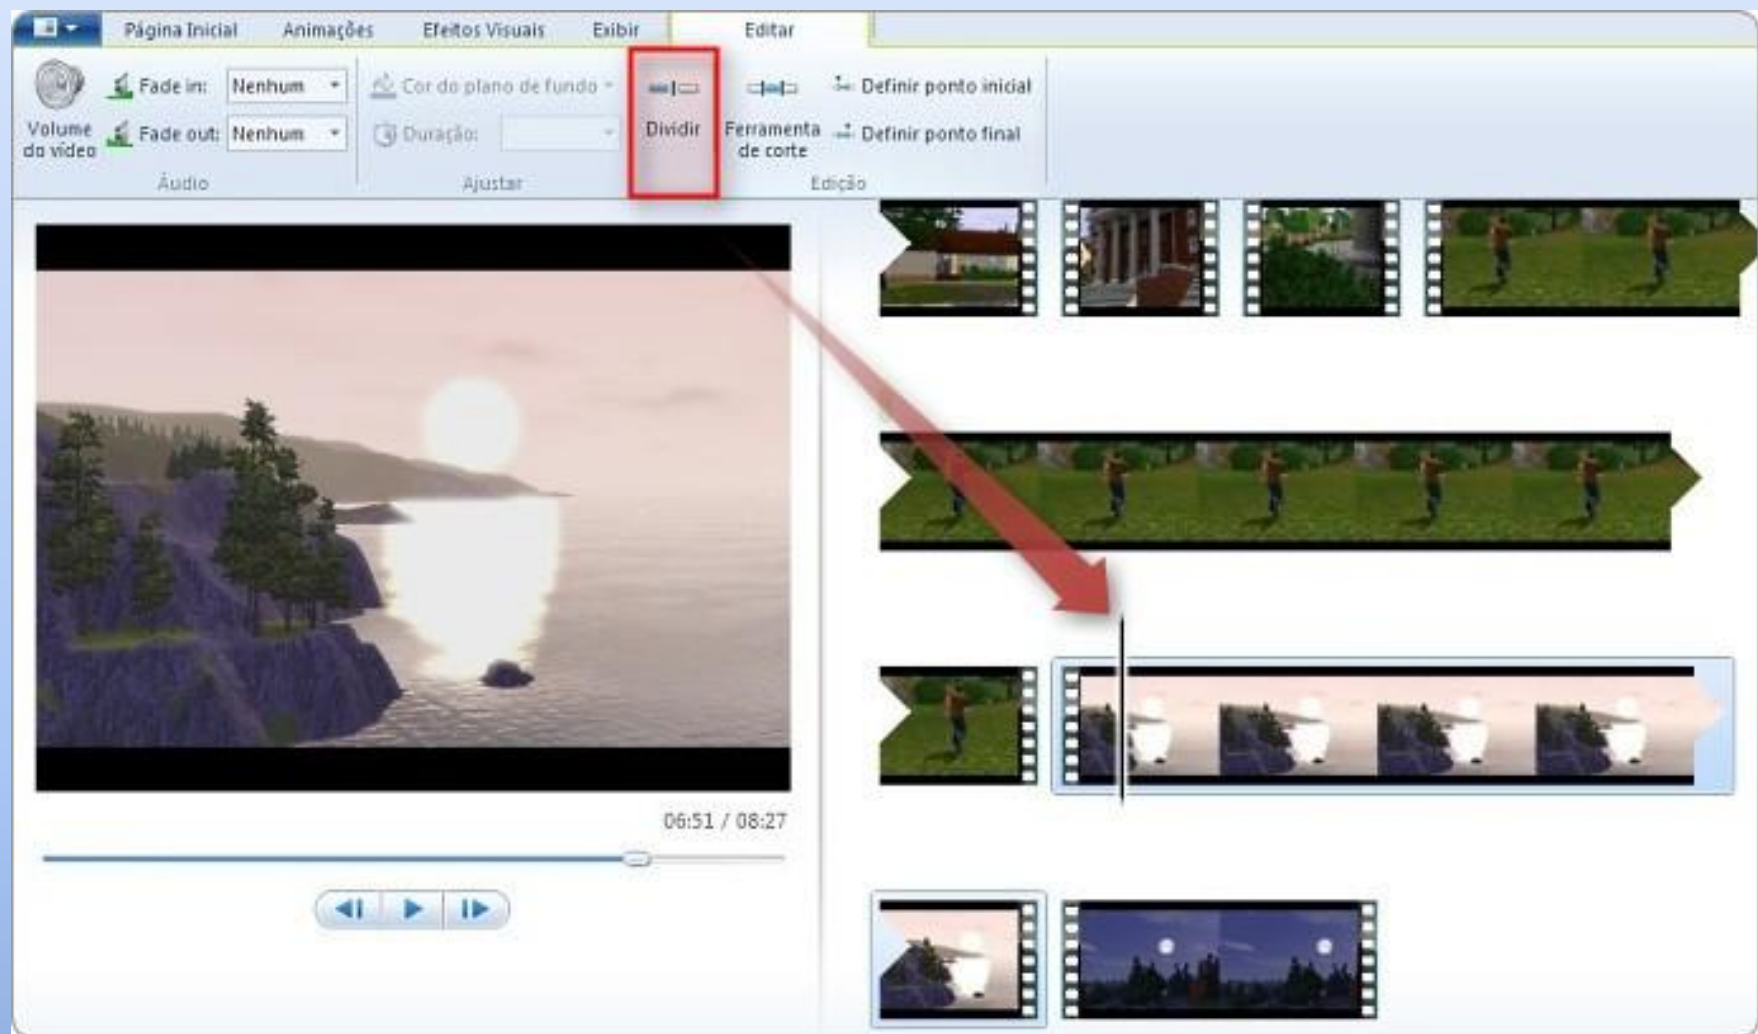 Página Inicial Animações Efeitos Visuais Exibir Editar
Fade in: Nenhum Cor do plano de fundo Definir ponto inicial
Volume do vídeo Fade out: Nenhum Duração: Dividir Ferramenta de corte Definir ponto final
Áudio Ajustar Edição
06:51 / 08:27